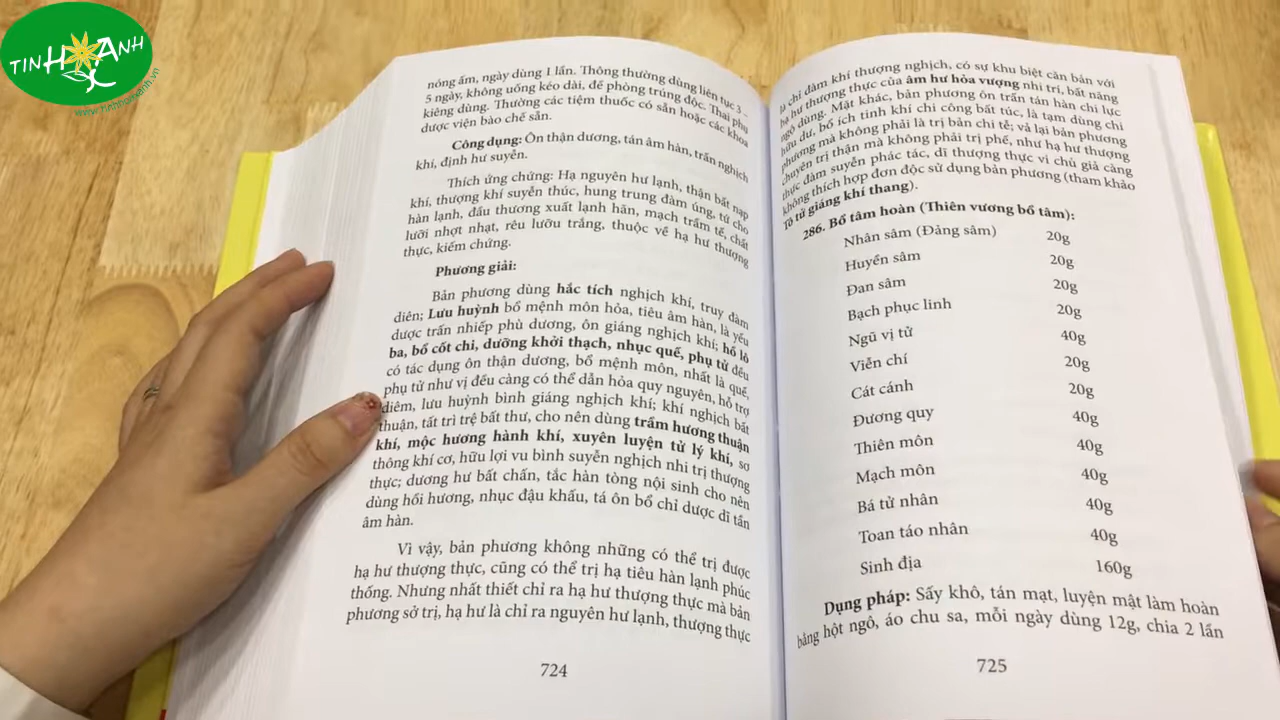 TINH HOA XANH
www.tinhhoaxanh.vn
nóng ấm, ngày dùng 1 lần. Thông thường dùng liên tục 3 –
5 ngày, không uống kéo dài, để phòng trúng độc. Thai phụ
kiêng dùng. Thường các tiệm thuốc có sẵn hoặc các khoa
dược viện bào chế sẵn.
Công dụng: Ôn thận dương, tán âm hàn, trấn nghịch
khí, định hư suyễn.
Thích ứng chứng: Hạ nguyên hư lạnh, thận bất nạp
khí, thượng khí suyễn thúc, hung trung đàm úng, tứ cho
hàn lạnh, đầu thương xuất lạnh hãn, mạch trầm tế, chất
lưỡi nhợt nhạt, rêu lưỡi trắng, thuộc về hạ hư thượng
thực, kiếm chứng.
Phương giải:
Bản phương dùng hắc tích nghịch khí, truy đàm
diên; Lưu huỳnh bổ mệnh môn hỏa, tiêu âm hàn, là yếu
dược trấn nhiếp phù dương, ôn giáng nghịch khí; hồ lô
ba, bổ cốt chi, dương khởi thạch, nhục quế, phụ tử đều
có tác dụng ôn thận dương, bổ mệnh môn, nhất là quế,
phụ tử như vị đều càng có thể dẫn hỏa quy nguyên, hỗ trợ
diêm, lưu huỳnh bình giáng nghịch khí; khí nghịch bất
thuận, tất trì trệ bất thư, cho nên dùng trầm hương thuận
khí, mộc hương hành khí, xuyên luyện tử lý khí, sơ
thông khí cơ, hữu lợi vu bình suyễn nghịch nhi trị thượng
thực; dương hư bất chấn, tắc hàn tòng nội sinh cho nên
dùng hồi hương, nhục đậu khấu, tá ôn bổ chỉ dược dĩ tấn
âm hàn.
Vì vậy, bản phương không những có thể trị được
hạ hư thượng thực, cũng có thể trị hạ tiêu hàn lạnh phúc
thống. Nhưng nhất thiết chỉ ra hạ hư thượng thực mà bản
phương sở trị, hạ hư là chỉ ra nguyên hư lạnh, thượng thực
724
là chỉ đàm khí thượng nghịch, có sự khu biệt căn bản với
hạ hư thượng thực của âm hư hỏa vượng nhi trí, bất năng
ngộ dùng. Mặt khác, bản phương ôn trấn tán hàn chi lực
hữu dư, bổ ích tinh khí chi công bất túc, là tạm dùng chi
phương mà không phải là trị bản chi tễ; vả lại bản phương
chuyên trị thận mà không phải trị phế, như hạ hư thượng
thực đàm suyễn phác tác, dĩ thượng thực vi chủ giả càng
không thích hợp đơn độc sử dụng bản phương (tham khảo
Tô tử giáng khí thang).
286. Bổ tâm hoàn (Thiên vương bổ tâm):
Nhân sâm (Đảng sâm) 20g
Huyền sâm 20g
Đan sâm 20g
Bạch phục linh 20g
Ngũ vị tử 40g
Viễn chí 20g
Cát cánh 20g
Đương quy 40g
Thiên môn 40g
Mạch môn 40g
Bá tử nhân 40g
Toan táo nhân 40g
Sinh địa 160g
Dụng pháp: Sấy khô, tán mạt, luyện mật làm hoàn
bằng hột ngô, áo chu sa, mỗi ngày dùng 12g, chia 2 lần
725